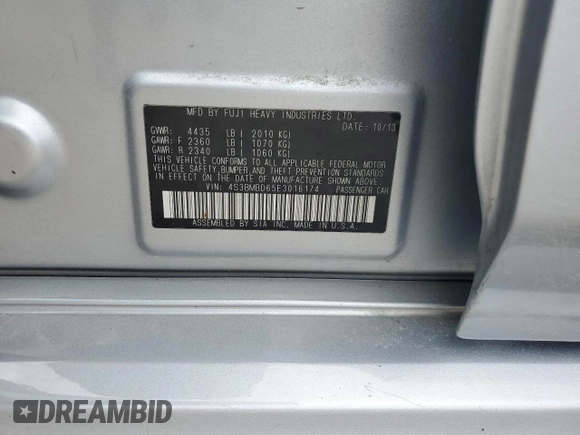 MFD BY FUJI HEAVY INDUSTRIES LTD.
DATE: 10/13
GVWR: 4435 LB ( 2010 KG)
GAWR: F 2360 LB ( 1070 KG)
GAWR: R 2340 LB ( 1060 KG)
THIS VEHICLE CONFORMS TO ALL APPLICABLE FEDERAL MOTOR
VEHICLE SAFETY, BUMPER, AND THEFT PREVENTION STANDARDS
IN EFFECT ON THE DATE OF MANUFACTURE SHOWN ABOVE.
VIN: 4S3BMBD65E3016174 PASSENGER CAR
ASSEMBLED BY SIA INC. MADE IN U.S.A.
DREAMBID